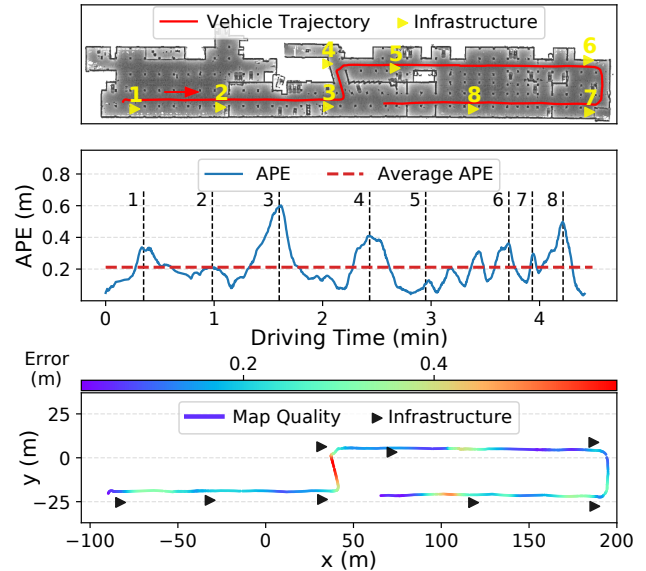 Vehicle Trajectory Infrastructure
4 5 6
1 2 3 8 7
APE Average APE
0.8
0.6
0.4
0.2
APE (m)
1 2 3 4 5 6 7 8
0 1 2 3 4
Driving Time (min)
Error
(m)
0.2 0.4
Map Quality Infrastructure
25
0
−25
y (m)
−100 −50 0 50 100 150 200
x (m)